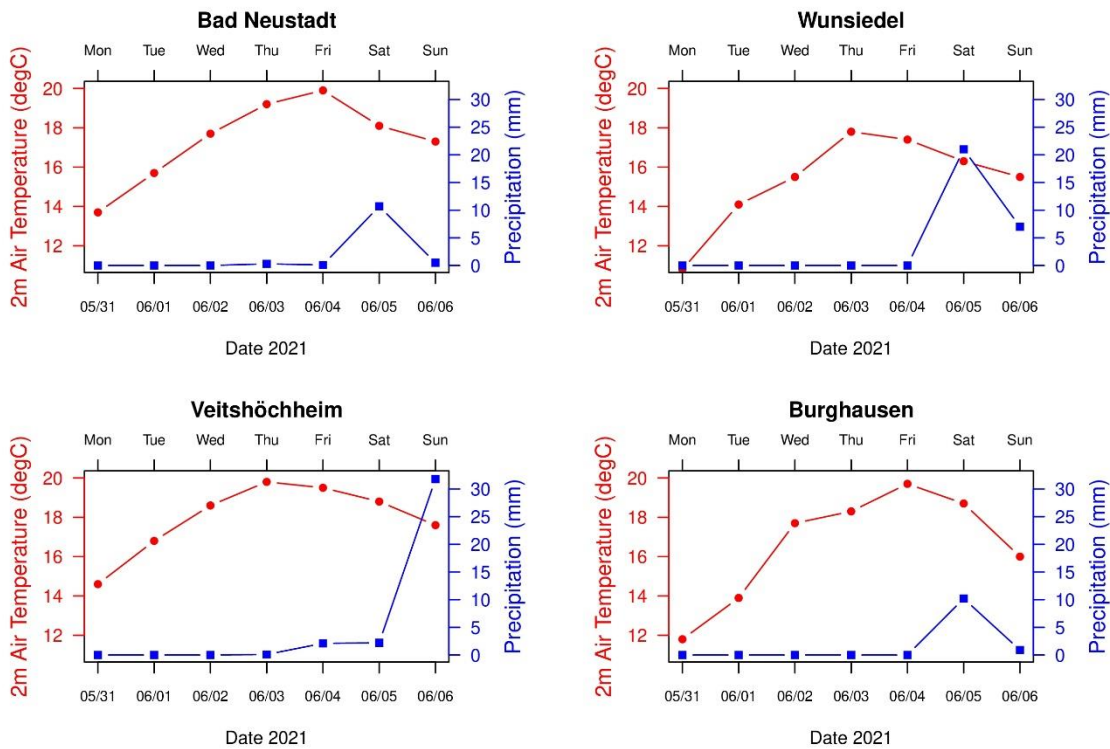 Bad Neustadt
Mon Tue Wed Thu Fri Sat Sun
2m Air Temperature (degC)
20
18
16
14
12
Precipitation (mm)
30
25
20
15
10
5
0
05/31 06/01 06/02 06/03 06/04 06/05 06/06
Date 2021
Wunsiedel
Mon Tue Wed Thu Fri Sat Sun
2m Air Temperature (degC)
20
18
16
14
12
Precipitation (mm)
30
25
20
15
10
5
0
05/31 06/01 06/02 06/03 06/04 06/05 06/06
Date 2021
Veitshöchheim
Mon Tue Wed Thu Fri Sat Sun
2m Air Temperature (degC)
20
18
16
14
12
Precipitation (mm)
30
25
20
15
10
5
0
05/31 06/01 06/02 06/03 06/04 06/05 06/06
Date 2021
Burghausen
Mon Tue Wed Thu Fri Sat Sun
2m Air Temperature (degC)
20
18
16
14
12
Precipitation (mm)
30
25
20
15
10
5
0
05/31 06/01 06/02 06/03 06/04 06/05 06/06
Date 2021